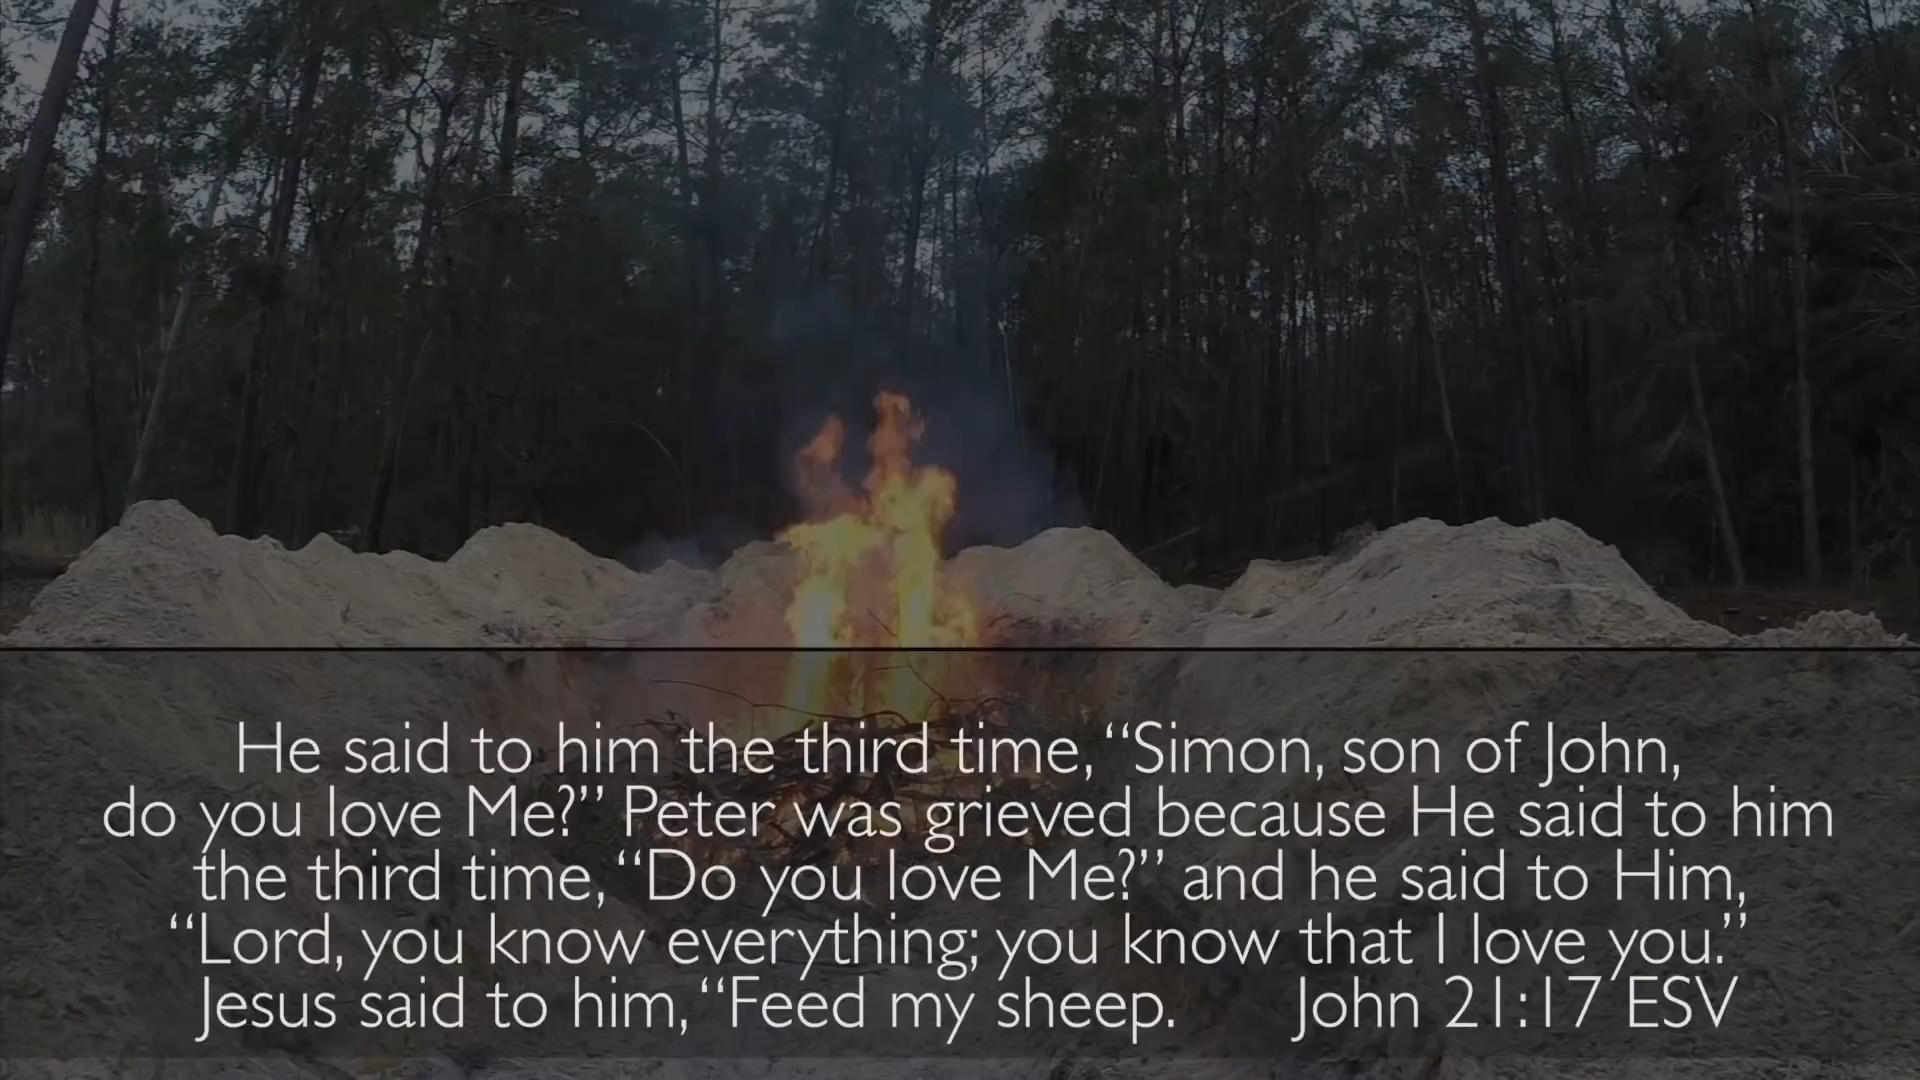 He said to him the third time, “Simon, son of John,
do you love Me?” Peter was grieved because He said to him
the third time, “Do you love Me?” and he said to Him,
“Lord, you know everything; you know that I love you.”
Jesus said to him, “Feed my sheep. John 21:17 ESV